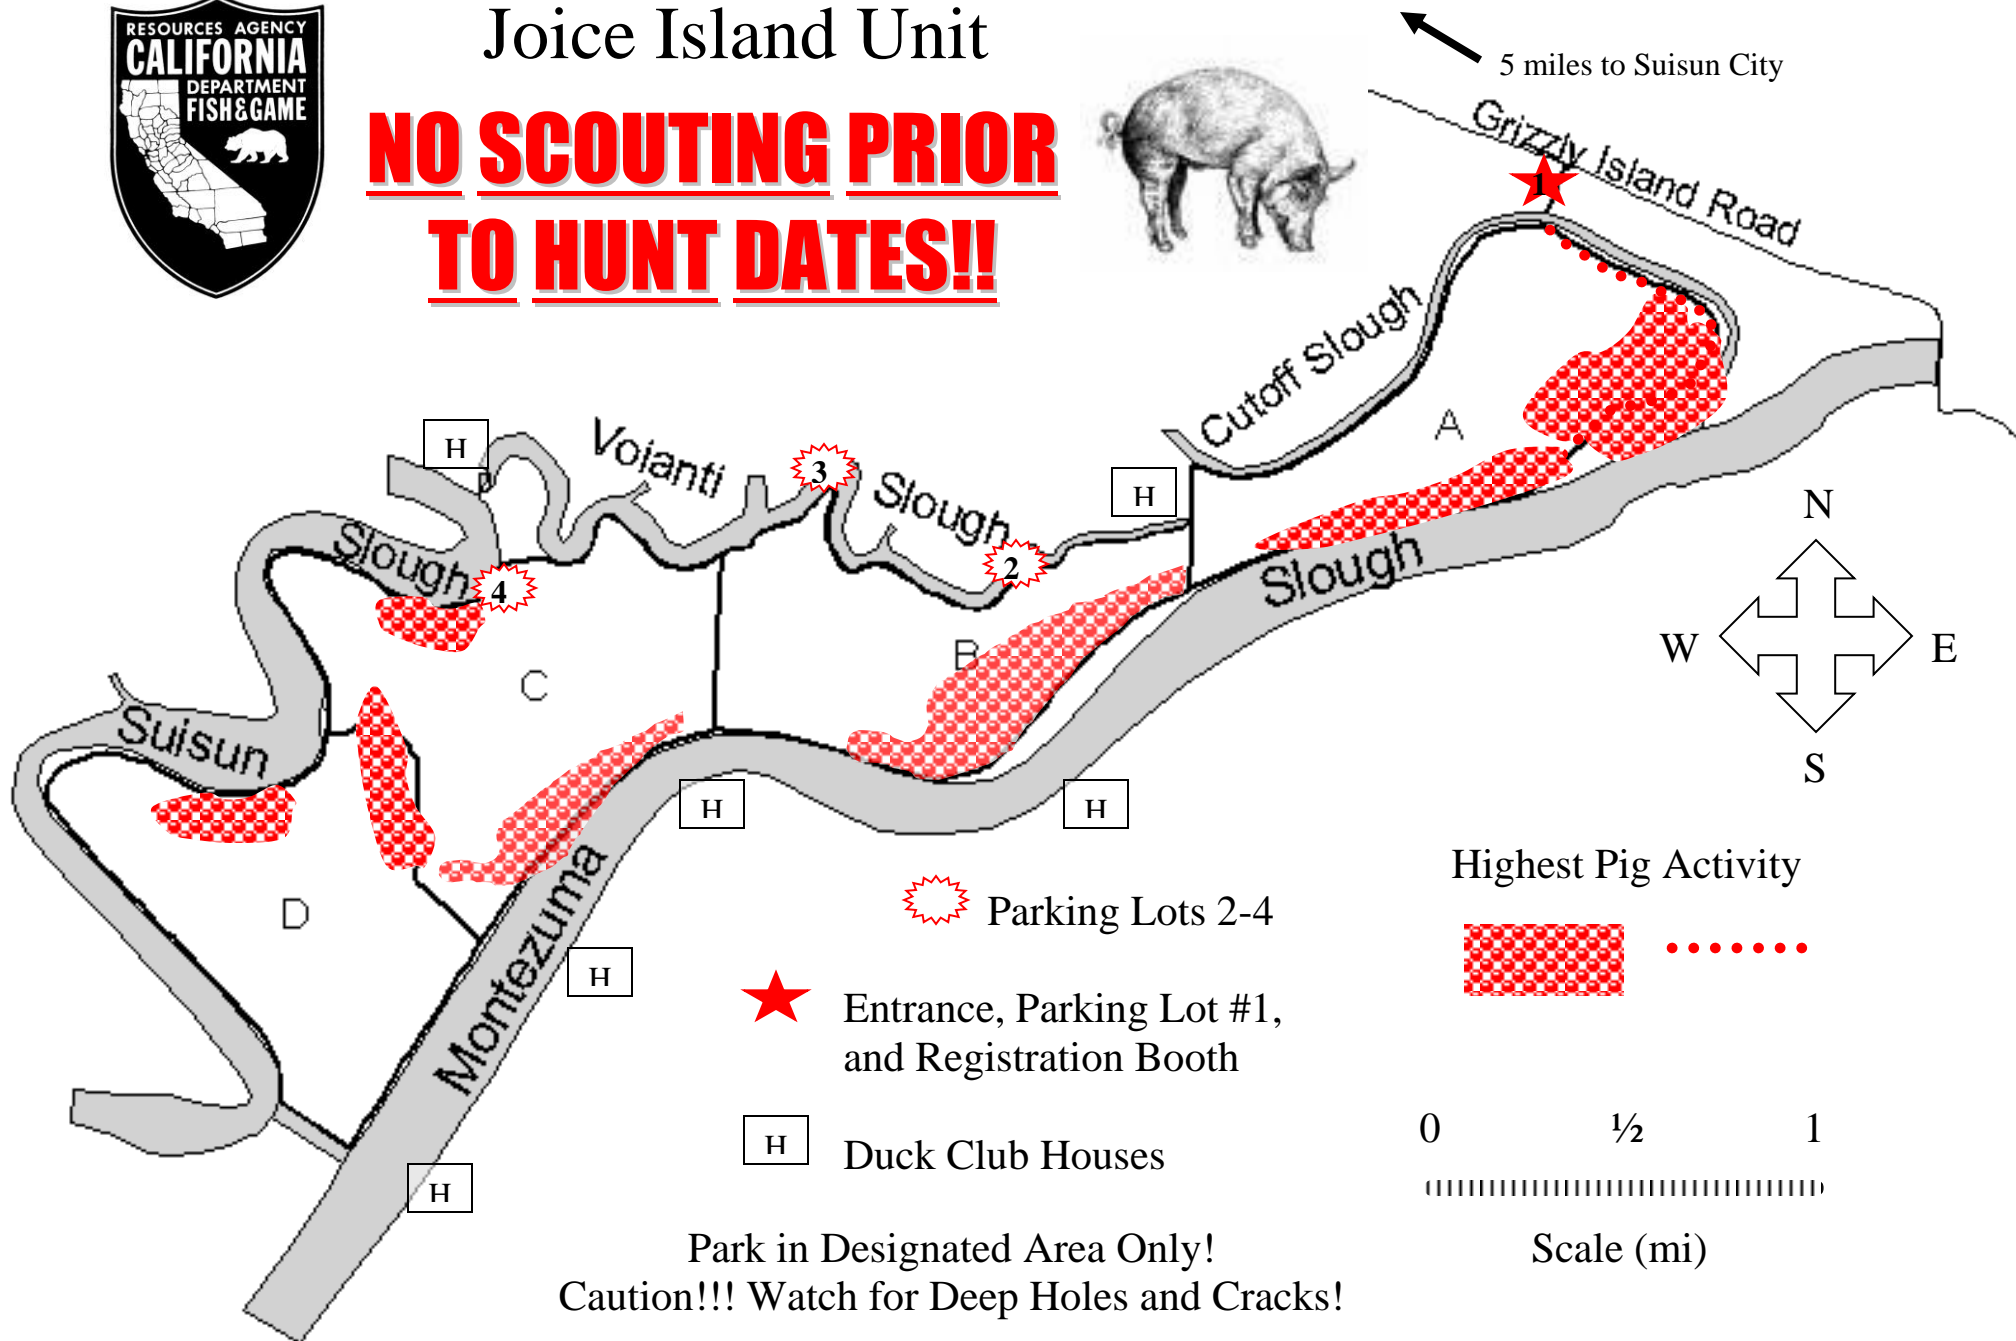 RESOURCES AGENCY
CALIFORNIA
DEPARTMENT
FISH&GAME
Joice Island Unit
NO SCOUTING PRIOR
TO HUNT DATES!!
5 miles to Suisun City
Grizzly Island Road
1
Cutoff Slough
A
H
Voianti
3
Slough
H
2
Slough
4
Slough
B
C
Suisun
N
W
E
S
H
H
D
Montezuma
H
H
Parking Lots 2-4
Entrance, Parking Lot #1,
and Registration Booth
H
Duck Club Houses
Highest Pig Activity
0 ½ 1
Scale (mi)
Park in Designated Area Only!
Caution!!! Watch for Deep Holes and Cracks!